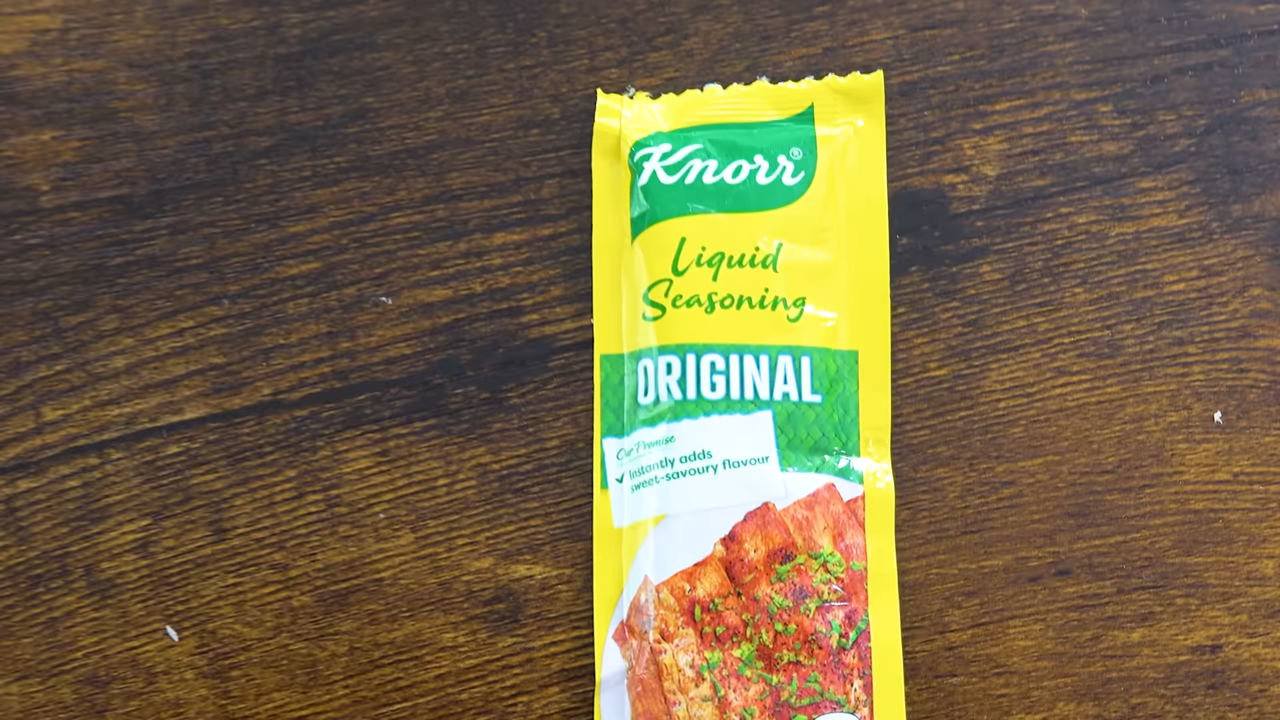 Knorr®
Liquid
Seasoning
ORIGINAL
Our Promise
✓ Instantly adds
sweet-savoury flavour